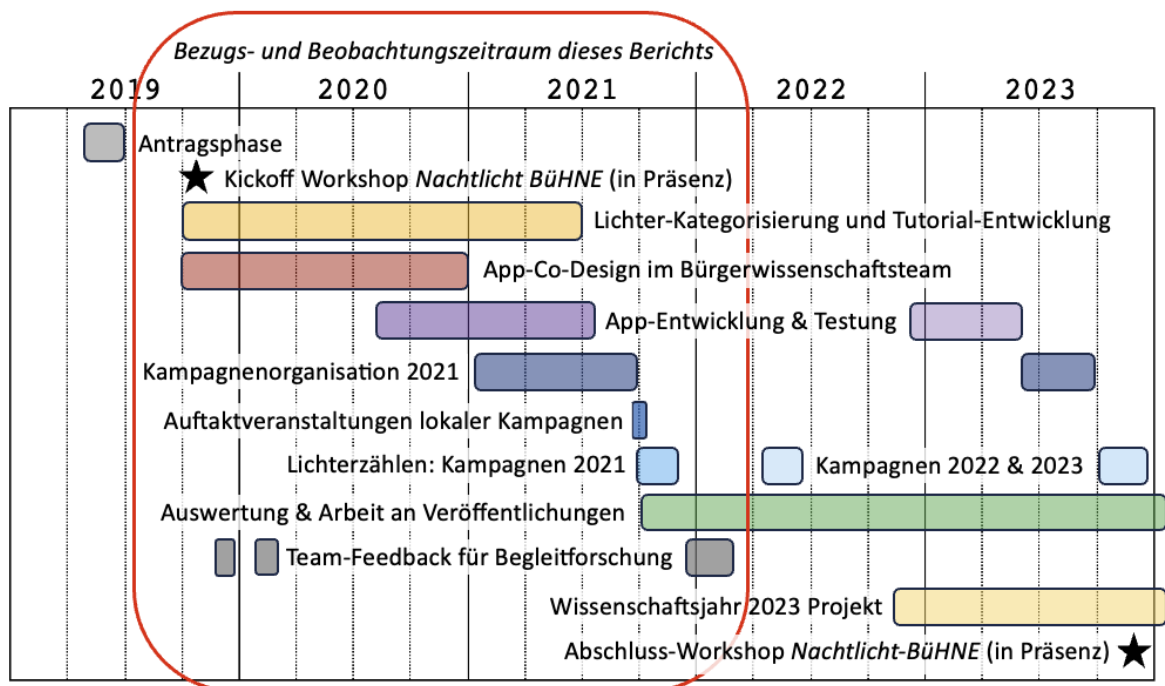 Bezugs- und Beobachtungszeitraum dieses Berichts
2019 2020 2021 2022 2023
Antragsphase
Kickoff Workshop Nachtlicht BüHNE (in Präsenz)
Lichter-Kategorisierung und Tutorial-Entwicklung
App-Co-Design im Bürgerwissenschaftsteam
App-Entwicklung & Testung
Kampagnenorganisation 2021
Auftaktveranstaltungen lokaler Kampagnen
Lichterzählen: Kampagnen 2021 Kampagnen 2022 & 2023
Auswertung & Arbeit an Veröffentlichungen
Team-Feedback für Begleitforschung
Wissenschaftsjahr 2023 Projekt
Abschluss-Workshop Nachtlicht-BüHNE (in Präsenz)